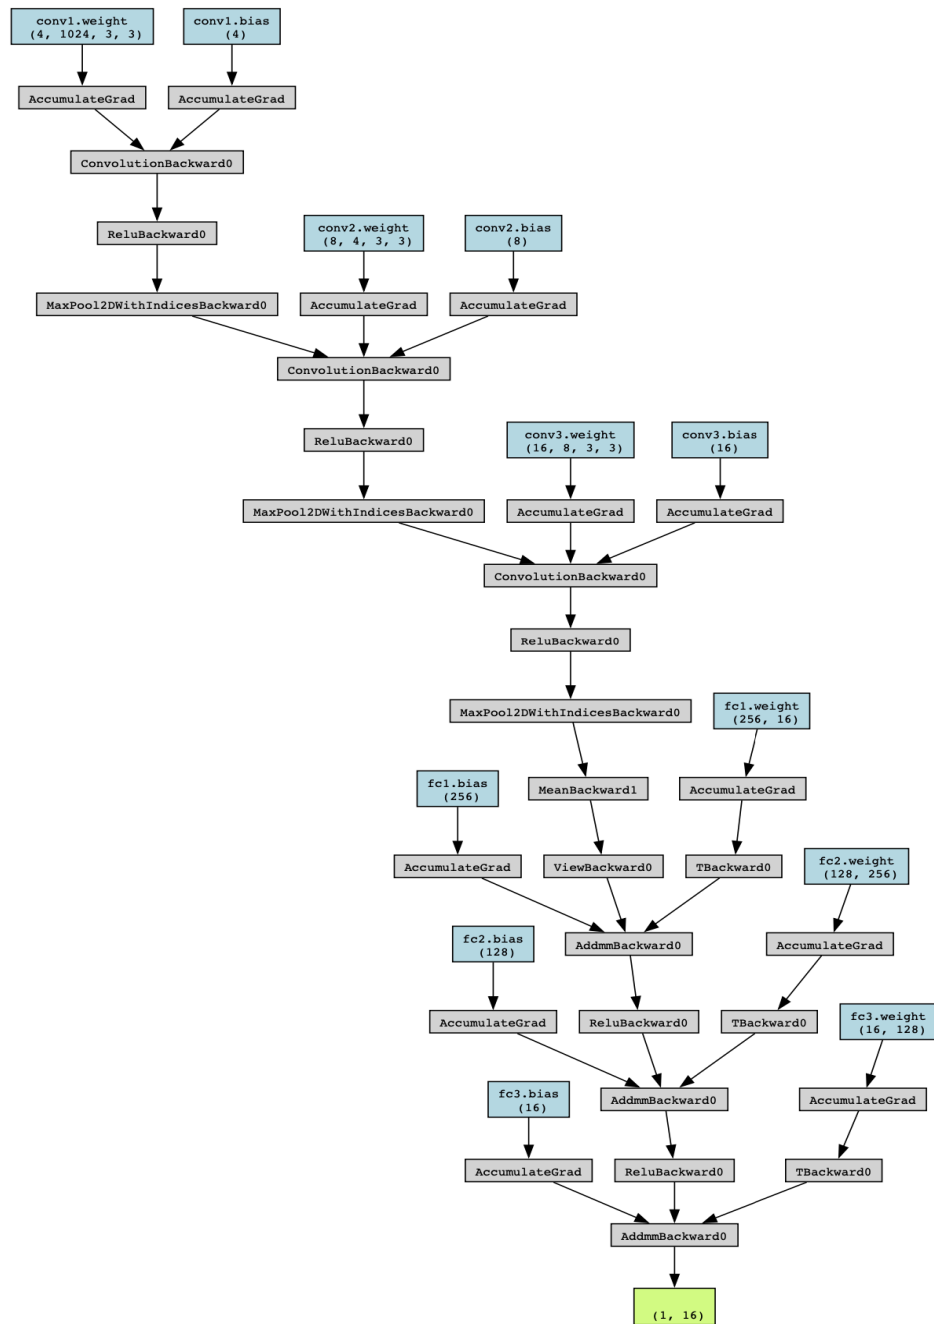 conv1.weight
(4, 1024, 3, 3)
conv1.bias
(4)
AccumulateGrad
AccumulateGrad
ConvolutionBackward0
ReluBackward0
conv2.weight
(8, 4, 3, 3)
conv2.bias
(8)
MaxPool2DWithIndicesBackward0
AccumulateGrad
AccumulateGrad
ConvolutionBackward0
ReluBackward0
conv3.weight
(16, 8, 3, 3)
conv3.bias
(16)
MaxPool2DWithIndicesBackward0
AccumulateGrad
AccumulateGrad
ConvolutionBackward0
ReluBackward0
MaxPool2DWithIndicesBackward0
fc1.weight
(256, 16)
fc1.bias
(256)
MeanBackward1
AccumulateGrad
AccumulateGrad
ViewBackward0
TBackward0
fc2.weight
(128, 256)
fc2.bias
(128)
AddmmBackward0
AccumulateGrad
AccumulateGrad
ReluBackward0
TBackward0
fc3.weight
(16, 128)
fc3.bias
(16)
AddmmBackward0
AccumulateGrad
AccumulateGrad
ReluBackward0
TBackward0
AddmmBackward0
(1, 16)